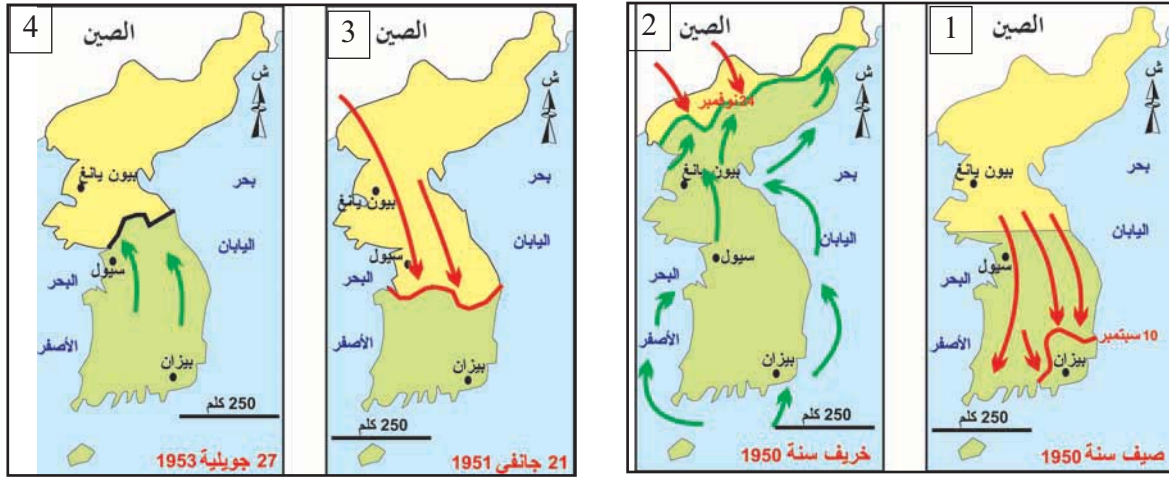 1
الصين
ش
بيون يانغ
بحر
اليابان
سيول
البحر
الأصفر
10 سبتمبر
بيزان
250 كلم
صيف سنة 1950
2
الصين
24 نوفمبر
ش
بيون يانغ
بحر
اليابان
سيول
البحر
الأصفر
بيزان
250 كلم
خريف سنة 1950
3
الصين
ش
بيون يانغ
بحر
اليابان
سيول
البحر
الأصفر
بيزان
250 كلم
21 جانفي 1951
4
الصين
ش
بيون يانغ
بحر
اليابان
سيول
البحر
الأصفر
بيزان
250 كلم
27 جويلية 1953